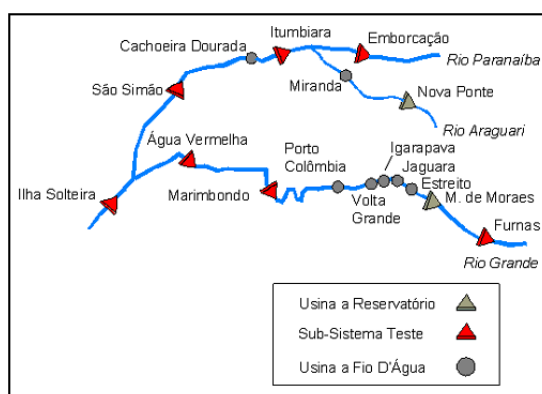 Itumbiara
Emborcação
Cachoeira Dourada
Rio Paranaíba
Miranda
São Simão
Nova Ponte
Rio Araguari
Água Vermelha
Porto
Colômbia
Igarapava
Jaguara
Estreito
Ilha Solteira
Marimbondo
Volta
Grande
M. de Moraes
Furnas
Rio Grande
Usina a Reservatório
Sub-Sistema Teste
Usina a Fio D'Água